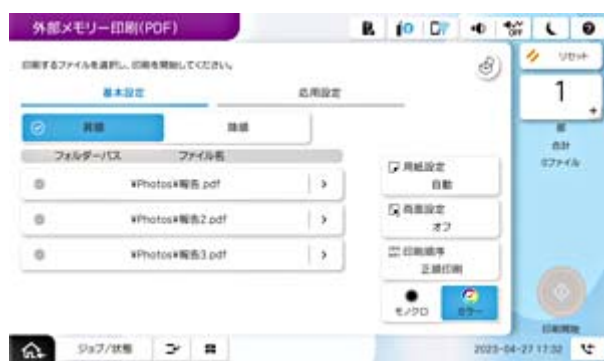 外部メモリー印刷(PDF)
OFF
印刷するファイルを選択し、印刷を開始してください。
リセット
基本設定
応用設定
1
+
昇順
降順
部
合計
0ファイル
フォルダーパス ファイル名
¥Photos¥報告.pdf
¥Photos¥報告2.pdf
¥Photos¥報告3.pdf
用紙設定
自動
両面設定
オフ
印刷順序
正順印刷
モノクロ
カラー
印刷開始
ジョブ/状態
2023-04-27 17:32